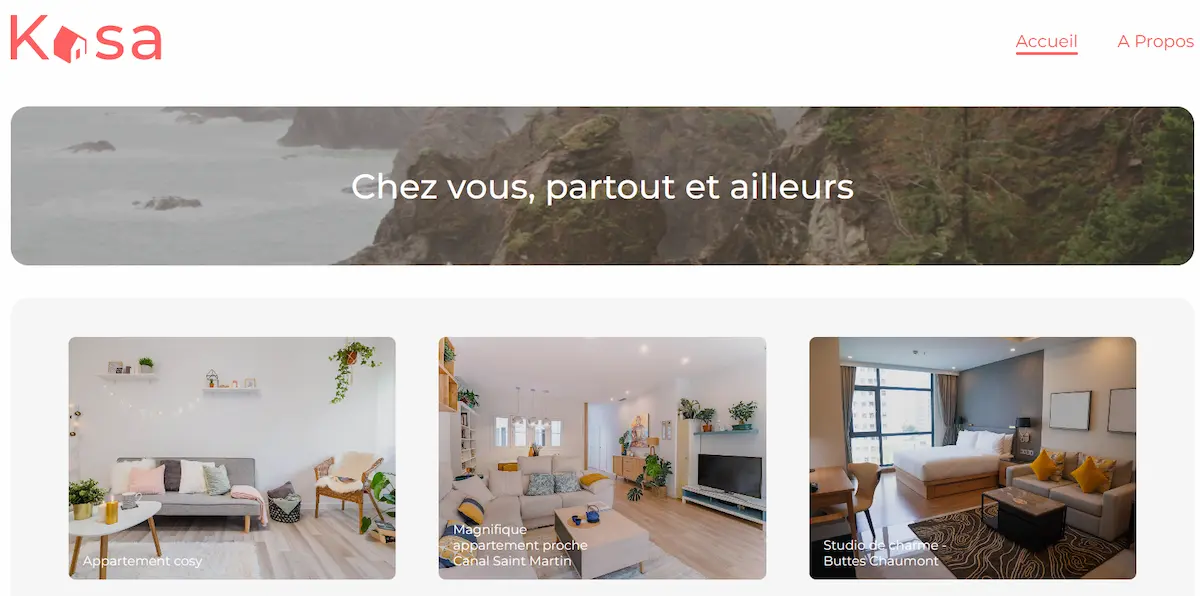 Kasa
Accueil
A Propos
Chez vous, partout et ailleurs
Appartement cosy
Magnifique
appartement proche
Canal Saint Martin
Studio de charme -
Buttes Chaumont